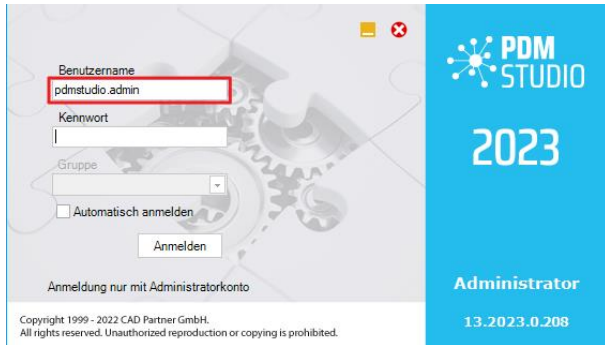 Benutzername
pdmstudio.admin
Kennwort
Gruppe
Automatisch anmelden
Anmelden
Anmeldung nur mit Administratorkonto
Copyright 1999 - 2022 CAD Partner GmbH.
All rights reserved. Unauthorized reproduction or copying is prohibited.
PDM
STUDIO
2023
Administrator
13.2023.0.208